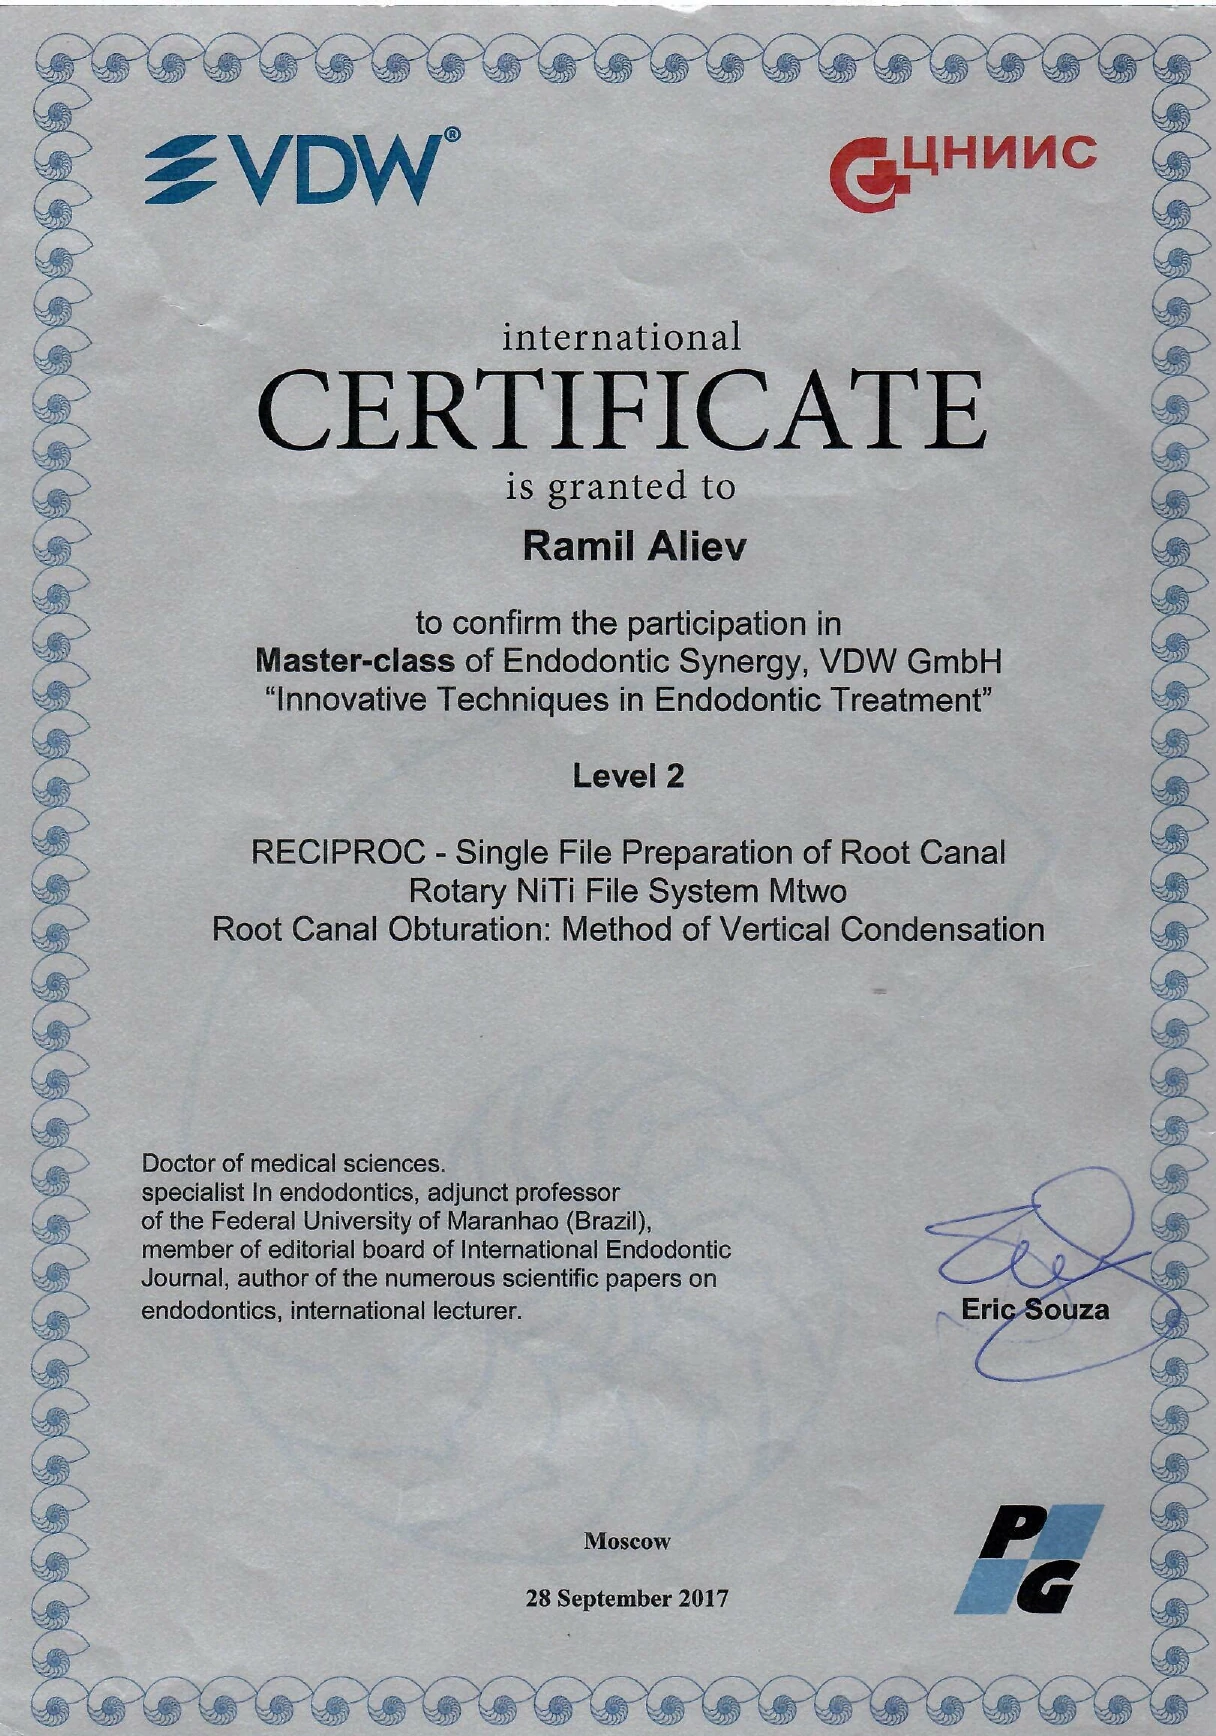 VDW®
ЦНИИС
international
CERTIFICATE
is granted to
Ramil Aliev
to confirm the participation in
Master-class of Endodontic Synergy, VDW GmbH
“Innovative Techniques in Endodontic Treatment”
Level 2
RECIPROC - Single File Preparation of Root Canal
Rotary NiTi File System Mtwo
Root Canal Obturation: Method of Vertical Condensation
Doctor of medical sciences.
specialist In endodontics, adjunct professor
of the Federal University of Maranhao (Brazil),
member of editorial board of International Endodontic
Journal, author of the numerous scientific papers on
endodontics, international lecturer.
Eric Souza
Moscow
28 September 2017
P
G